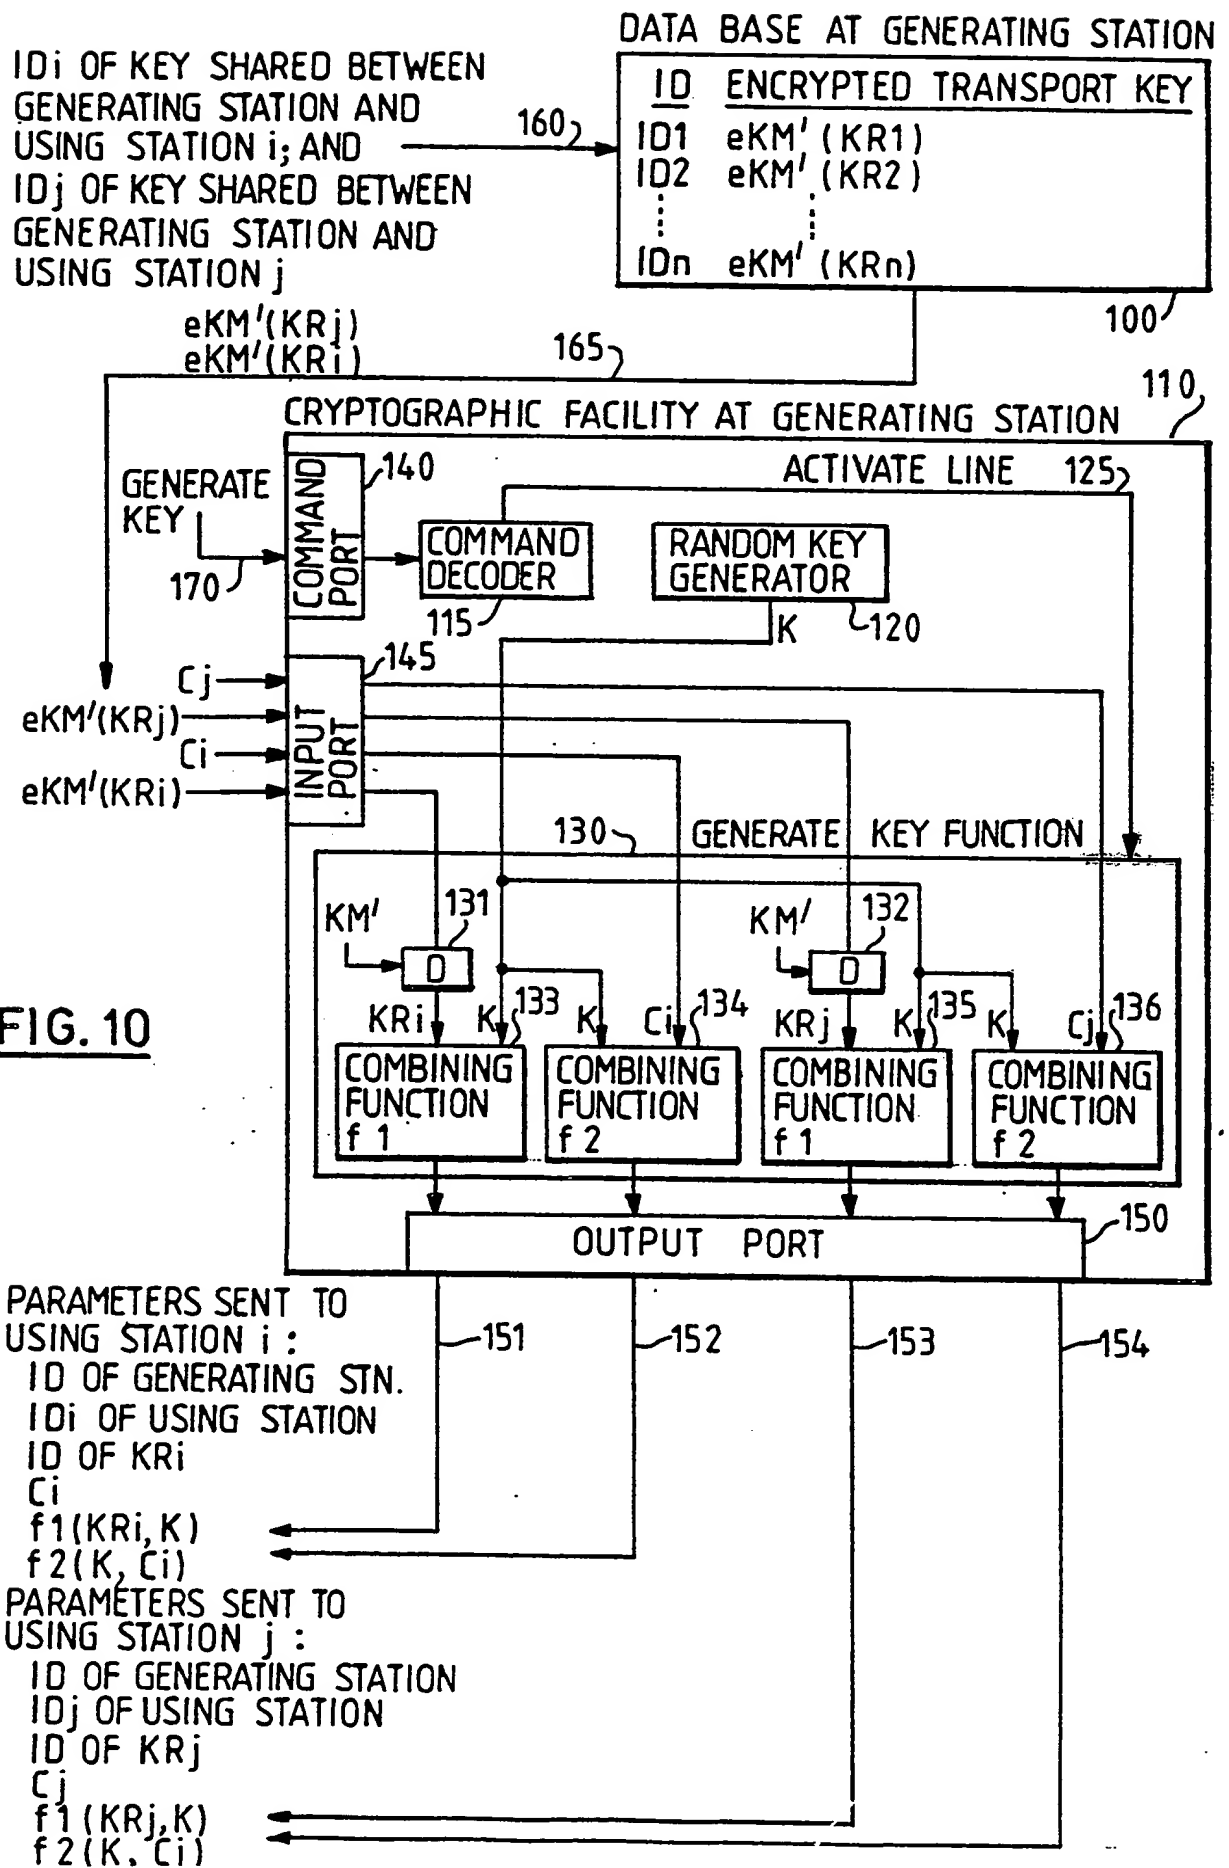 DATA BASE AT GENERATING STATION
IDi OF KEY SHARED BETWEEN
GENERATING STATION AND
USING STATION i; AND
IDj OF KEY SHARED BETWEEN
GENERATING STATION AND
USING STATION j
160
ID ENCRYPTED TRANSPORT KEY
ID1 eKM' (KR1)
ID2 eKM' (KR2)
IDn eKM' (KRn)
100
eKM'(KRj)
eKM'(KRi)
165
110
CRYPTOGRAPHIC FACILITY AT GENERATING STATION
GENERATE
KEY
170
COMMAND
PORT
140
ACTIVATE LINE
125
COMMAND
DECODER
115
RANDOM KEY
GENERATOR
K
120
145
Cj
eKM'(KRj)
Ci
eKM'(KRi)
INPUT
PORT
130
GENERATE KEY FUNCTION
KM'
131
D
KM'
132
D
FIG. 10
KRi
K
133
K
Ci
134
KRj
K
135
K
Cj
136
COMBINING
FUNCTION
f 1
COMBINING
FUNCTION
f 2
COMBINING
FUNCTION
f 1
COMBINING
FUNCTION
f 2
150
OUTPUT PORT
151
152
153
154
PARAMETERS SENT TO
USING STATION i :
ID OF GENERATING STN.
IDi OF USING STATION
ID OF KRi
Ci
f1(KRi, K)
f2(K, Ci)
PARAMETERS SENT TO
USING STATION j :
ID OF GENERATING STATION
IDj OF USING STATION
ID OF KRj
Cj
f1(KRj,K)
f2(K, Ci)